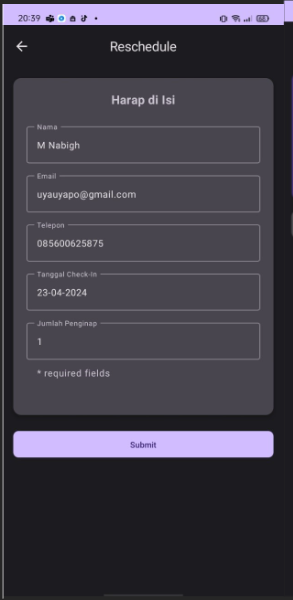 20:39
Reschedule
Harap di Isi
Nama
M Nabigh
Email
uyauyapo@gmail.com
Telepon
085600625875
Tanggal Check-In
23-04-2024
Jumlah Penginap
1
* required fields
Submit